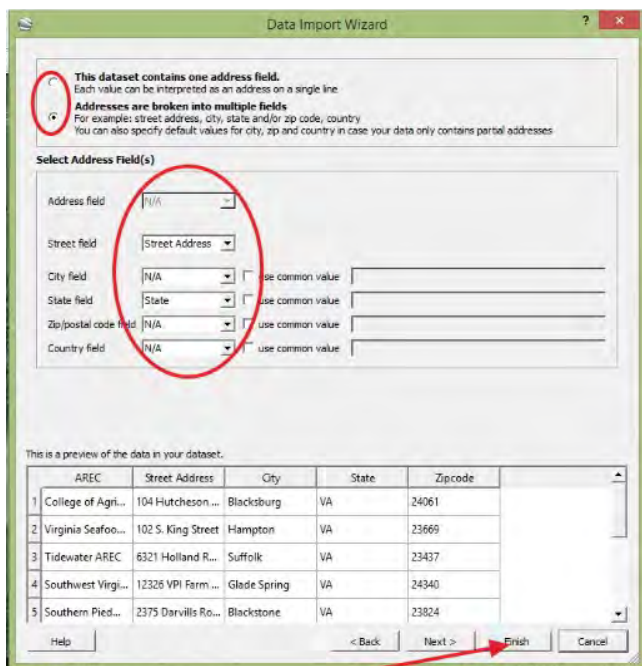 Data Import Wizard
?
This dataset contains one address field.
Each value can be interpreted as an address on a single line
Addresses are broken into multiple fields
For example: street address, city, state and/or zip code, country
You can also specify default values for city, zip and country in case your data only contains partial addresses
Select Address Field(s)
Address field N/A
Street field Street Address
City field N/A use common value
State field State use common value
Zip/postal code field N/A use common value
Country field N/A use common value
This is a preview of the data in your dataset.
AREC Street Address City State Zipcode
1 College of Agri... 104 Hutcheson ... Blacksburg VA 24061
2 Virginia Seafoo... 102 S. King Street Hampton VA 23669
3 Tidewater AREC 6321 Holland R... Suffolk VA 23437
4 Southwest Virgi... 12326 VPI Farm ... Glade Spring VA 24340
5 Southern Pied... 2375 Darvills Ro... Blackstone VA 23824
Help < Back Next > Finish Cancel